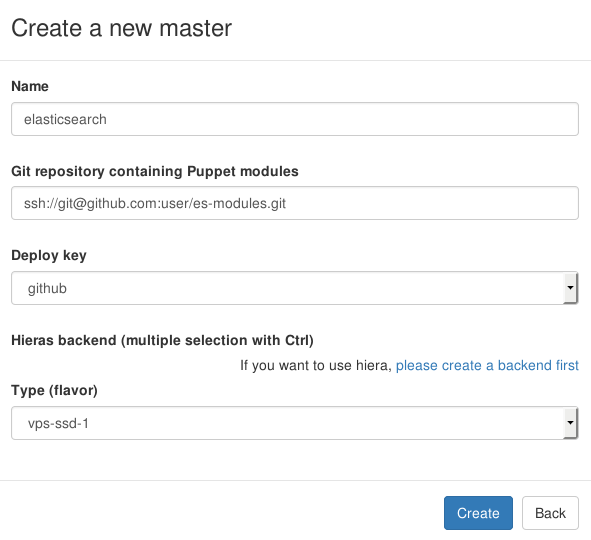 Create a new master
Name
elasticsearch
Git repository containing Puppet modules
ssh://git@github.com:user/es-modules.git
Deploy key
github
Hieras backend (multiple selection with Ctrl)
If you want to use hiera, please create a backend first
Type (flavor)
vps-ssd-1
Create Back